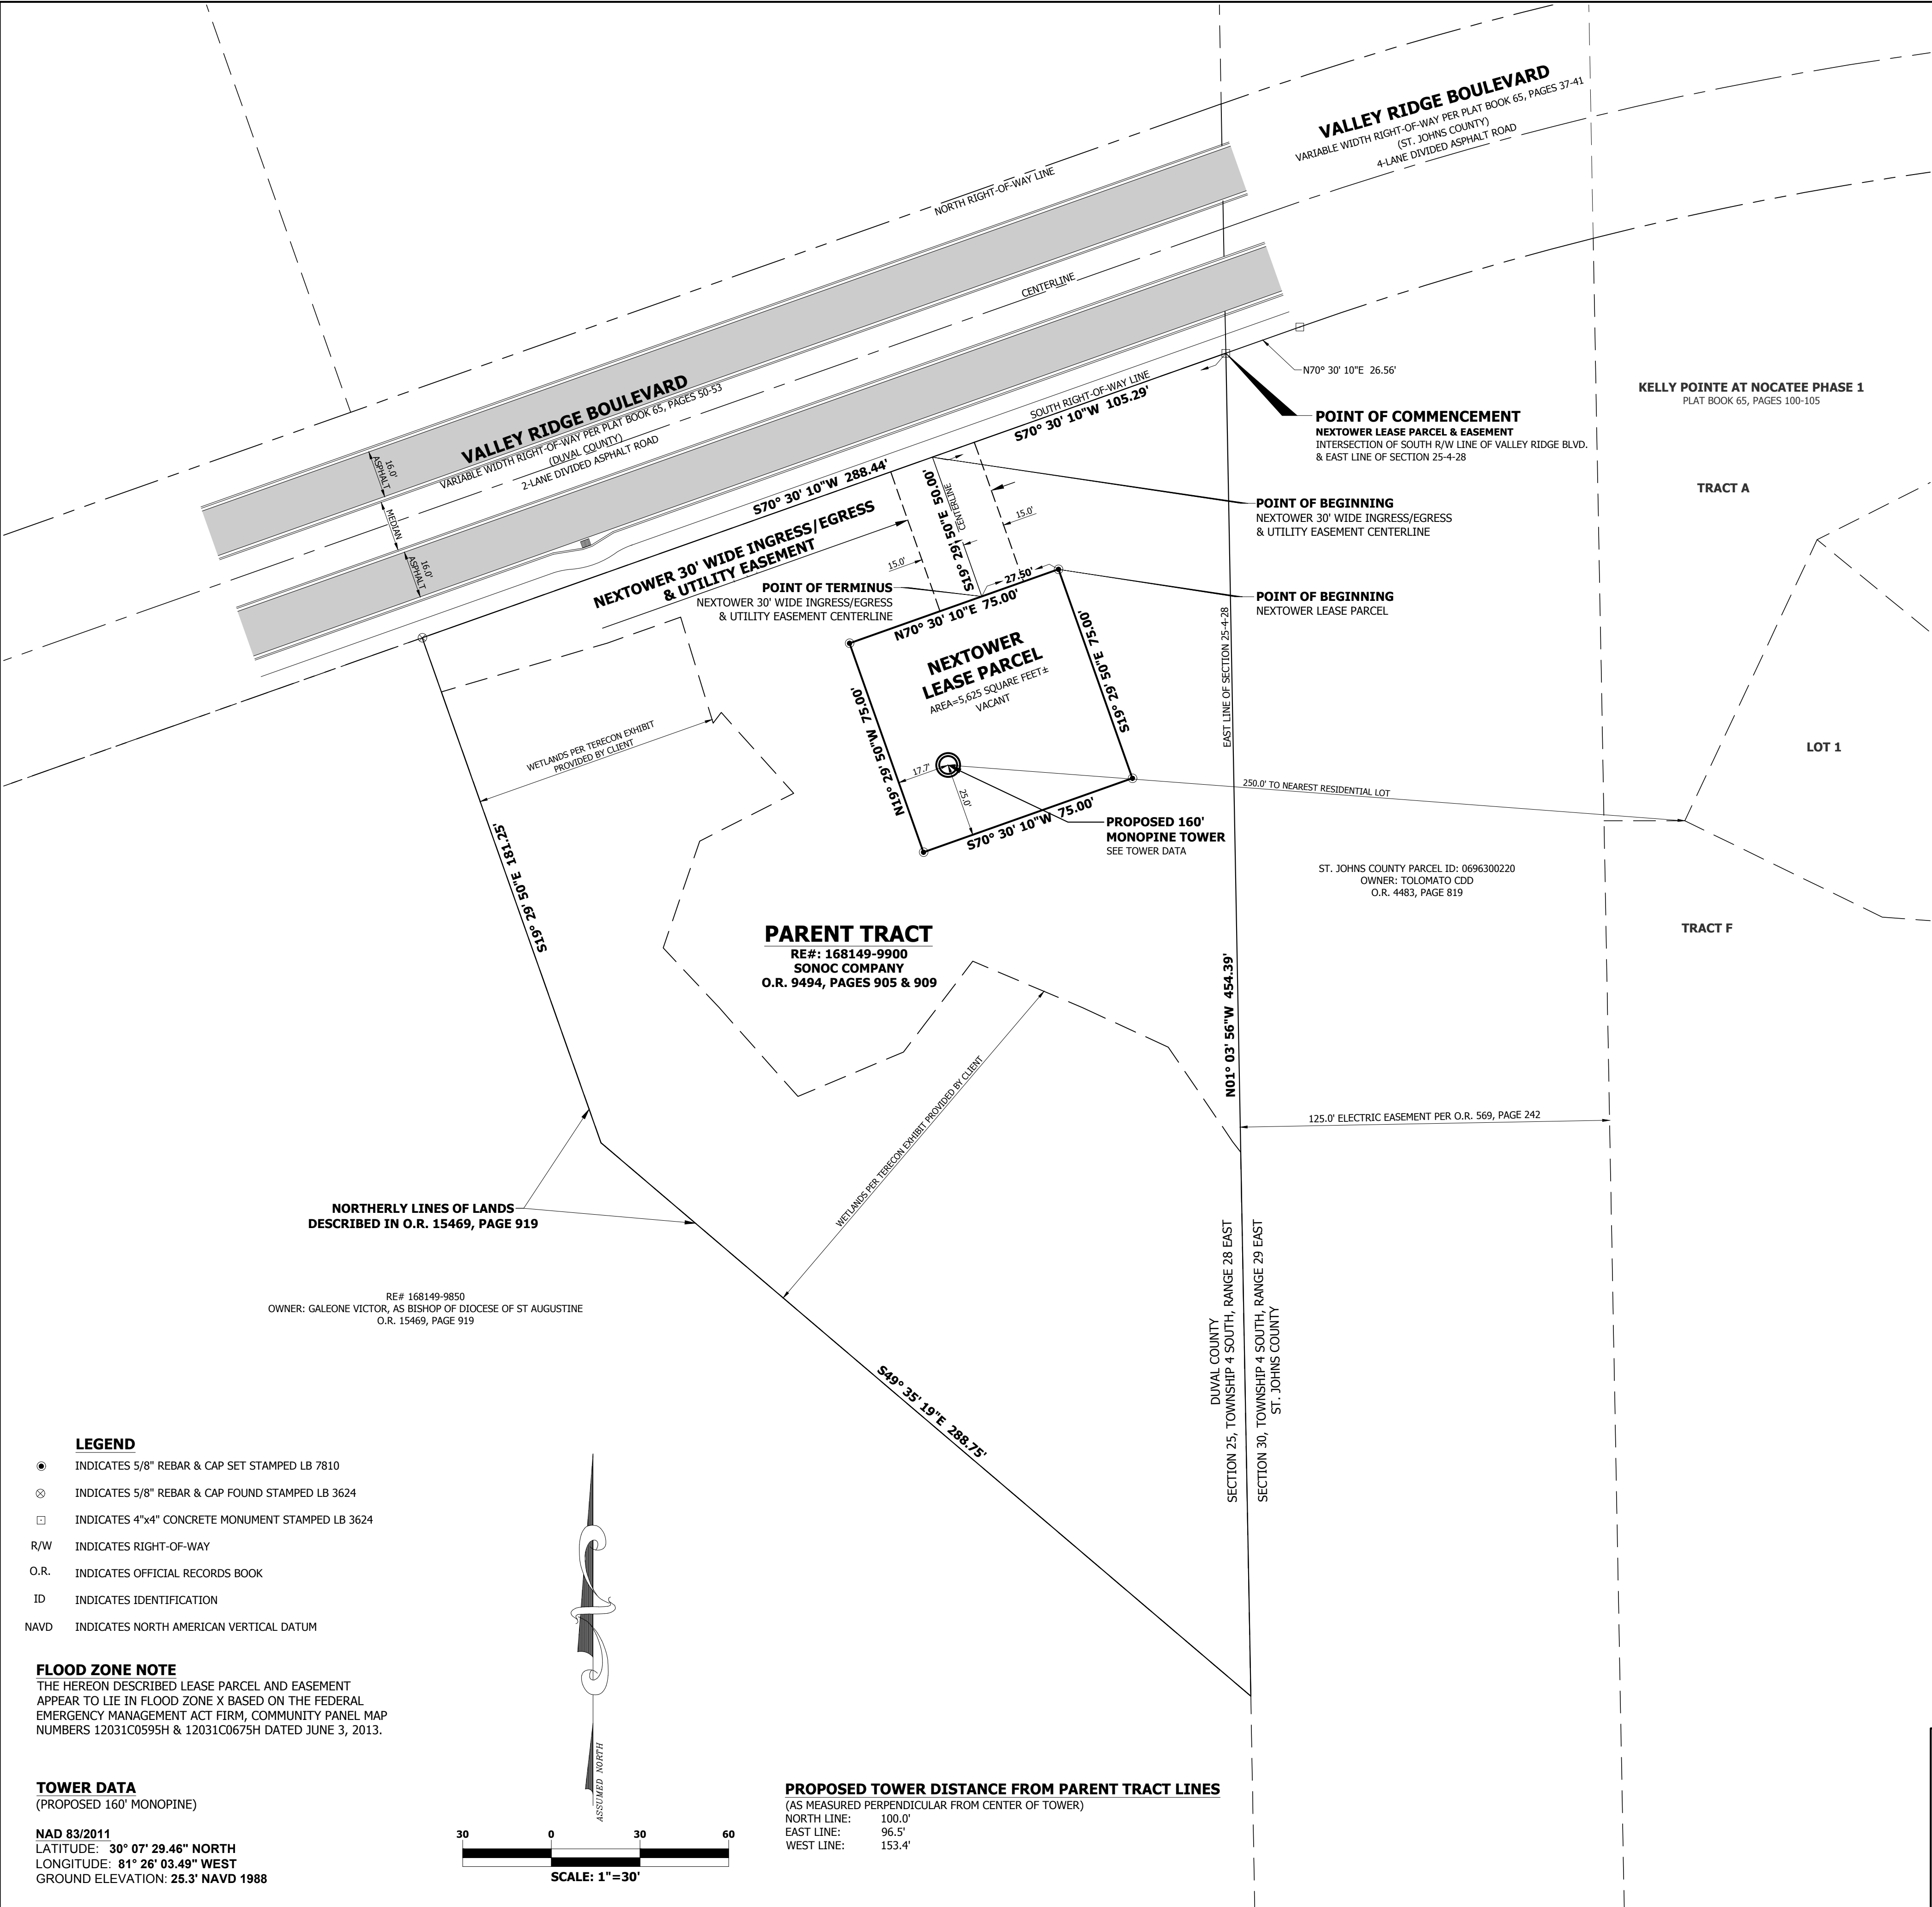 VALLEY RIDGE BOULEVARD
VARIABLE WIDTH RIGHT-OF-WAY PER PLAT BOOK 65, PAGES 37-41
(ST. JOHNS COUNTY)
4-LANE DIVIDED ASPHALT ROAD
NORTH RIGHT-OF-WAY LINE
CENTERLINE
VALLEY RIDGE BOULEVARD
VARIABLE WIDTH RIGHT-OF-WAY PER PLAT BOOK 65, PAGES 50-53
(DUVAL COUNTY)
2-LANE DIVIDED ASPHALT ROAD
16.0'
ASPHALT
MEDIAN
16.0'
ASPHALT
SOUTH RIGHT-OF-WAY LINE
S70° 30' 10"W 105.29'
S70° 30' 10"W 288.44'
N70° 30' 10"E 26.56'
POINT OF COMMENCEMENT
NEXTOWER LEASE PARCEL & EASEMENT
INTERSECTION OF SOUTH R/W LINE OF VALLEY RIDGE BLVD.
& EAST LINE OF SECTION 25-4-28
KELLY POINTE AT NOCATEE PHASE 1
PLAT BOOK 65, PAGES 100-105
TRACT A
POINT OF BEGINNING
NEXTOWER 30' WIDE INGRESS/EGRESS
& UTILITY EASEMENT CENTERLINE
NEXTOWER 30' WIDE INGRESS/EGRESS
& UTILITY EASEMENT
S19° 29' 50"E 50.00'
CENTERLINE
15.0'
15.0'
27.50'
POINT OF TERMINUS
NEXTOWER 30' WIDE INGRESS/EGRESS
& UTILITY EASEMENT CENTERLINE
POINT OF BEGINNING
NEXTOWER LEASE PARCEL
N70° 30' 10"E 75.00'
NEXTOWER
LEASE PARCEL
AREA=5,625 SQUARE FEET±
VACANT
S19° 29' 50"E 75.00'
N19° 29' 50"W 75.00'
S70° 30' 10"W 75.00'
17.7'
25.0'
EAST LINE OF SECTION 25-4-28
WETLANDS PER TERECON EXHIBIT
PROVIDED BY CLIENT
LOT 1
250.0' TO NEAREST RESIDENTIAL LOT
PROPOSED 160'
MONOPINE TOWER
SEE TOWER DATA
S19° 29' 50"E 181.25'
ST. JOHNS COUNTY PARCEL ID: 0696300220
OWNER: TOLOMATO CDD
O.R. 4483, PAGE 819
TRACT F
PARENT TRACT
RE#: 168149-9900
SONOC COMPANY
O.R. 9494, PAGES 905 & 909
N01° 03' 56"W 454.39'
WETLANDS PER TERECON EXHIBIT PROVIDED BY CLIENT
125.0' ELECTRIC EASEMENT PER O.R. 569, PAGE 242
NORTHERLY LINES OF LANDS
DESCRIBED IN O.R. 15469, PAGE 919
RE# 168149-9850
OWNER: GALEONE VICTOR, AS BISHOP OF DIOCESE OF ST AUGUSTINE
O.R. 15469, PAGE 919
DUVAL COUNTY
SECTION 25, TOWNSHIP 4 SOUTH, RANGE 28 EAST
SECTION 30, TOWNSHIP 4 SOUTH, RANGE 29 EAST
ST. JOHNS COUNTY
S49° 35' 19"E 288.75'
LEGEND
INDICATES 5/8" REBAR & CAP SET STAMPED LB 7810
INDICATES 5/8" REBAR & CAP FOUND STAMPED LB 3624
INDICATES 4"x4" CONCRETE MONUMENT STAMPED LB 3624
R/W INDICATES RIGHT-OF-WAY
O.R. INDICATES OFFICIAL RECORDS BOOK
ID INDICATES IDENTIFICATION
NAVD INDICATES NORTH AMERICAN VERTICAL DATUM
FLOOD ZONE NOTE
THE HEREON DESCRIBED LEASE PARCEL AND EASEMENT
APPEAR TO LIE IN FLOOD ZONE X BASED ON THE FEDERAL
EMERGENCY MANAGEMENT ACT FIRM, COMMUNITY PANEL MAP
NUMBERS 12031C0595H & 12031C0675H DATED JUNE 3, 2013.
TOWER DATA
(PROPOSED 160' MONOPINE)
NAD 83/2011
LATITUDE: 30° 07' 29.46" NORTH
LONGITUDE: 81° 26' 03.49" WEST
GROUND ELEVATION: 25.3' NAVD 1988
ASSUMED NORTH
30 0 30 60
SCALE: 1"=30'
PROPOSED TOWER DISTANCE FROM PARENT TRACT LINES
(AS MEASURED PERPENDICULAR FROM CENTER OF TOWER)
NORTH LINE: 100.0'
EAST LINE: 96.5'
WEST LINE: 153.4'